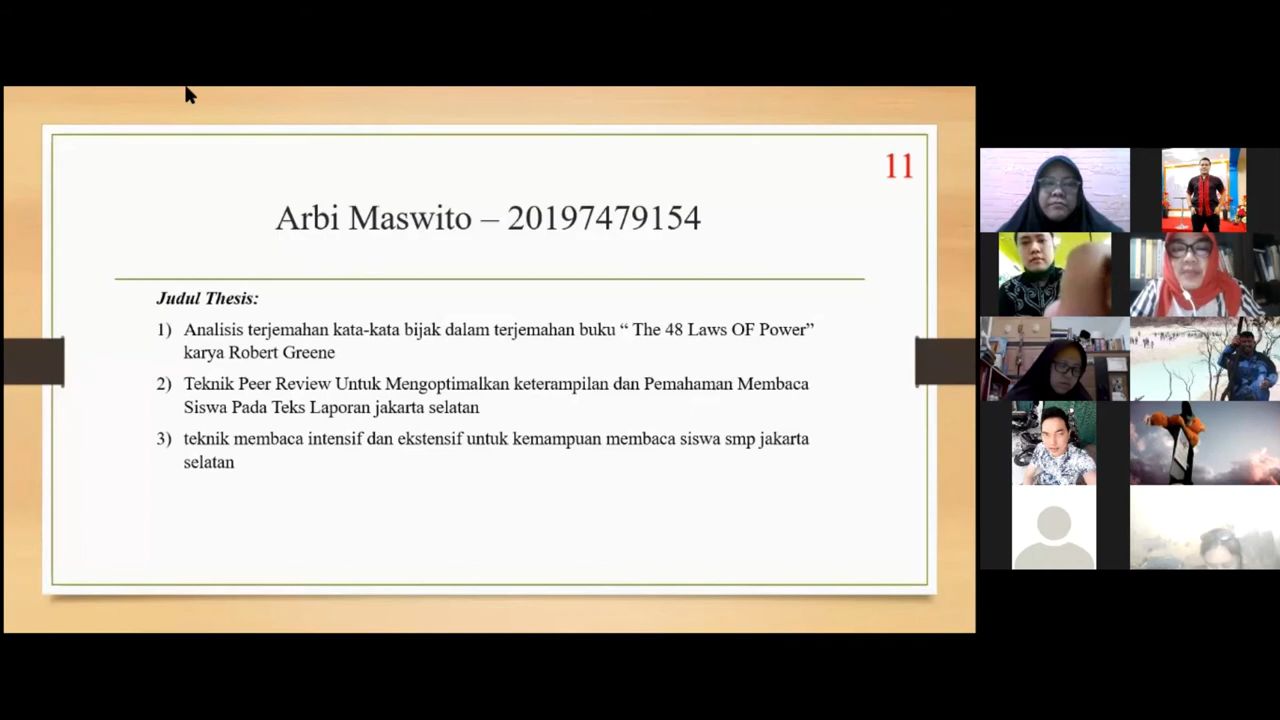 11
Arbi Maswito – 20197479154
Judul Thesis:
1) Analisis terjemahan kata-kata bijak dalam terjemahan buku “ The 48 Laws OF Power”
karya Robert Greene
2) Teknik Peer Review Untuk Mengoptimalkan keterampilan dan Pemahaman Membaca
Siswa Pada Teks Laporan jakarta selatan
3) teknik membaca intensif dan ekstensif untuk kemampuan membaca siswa smp jakarta
selatan